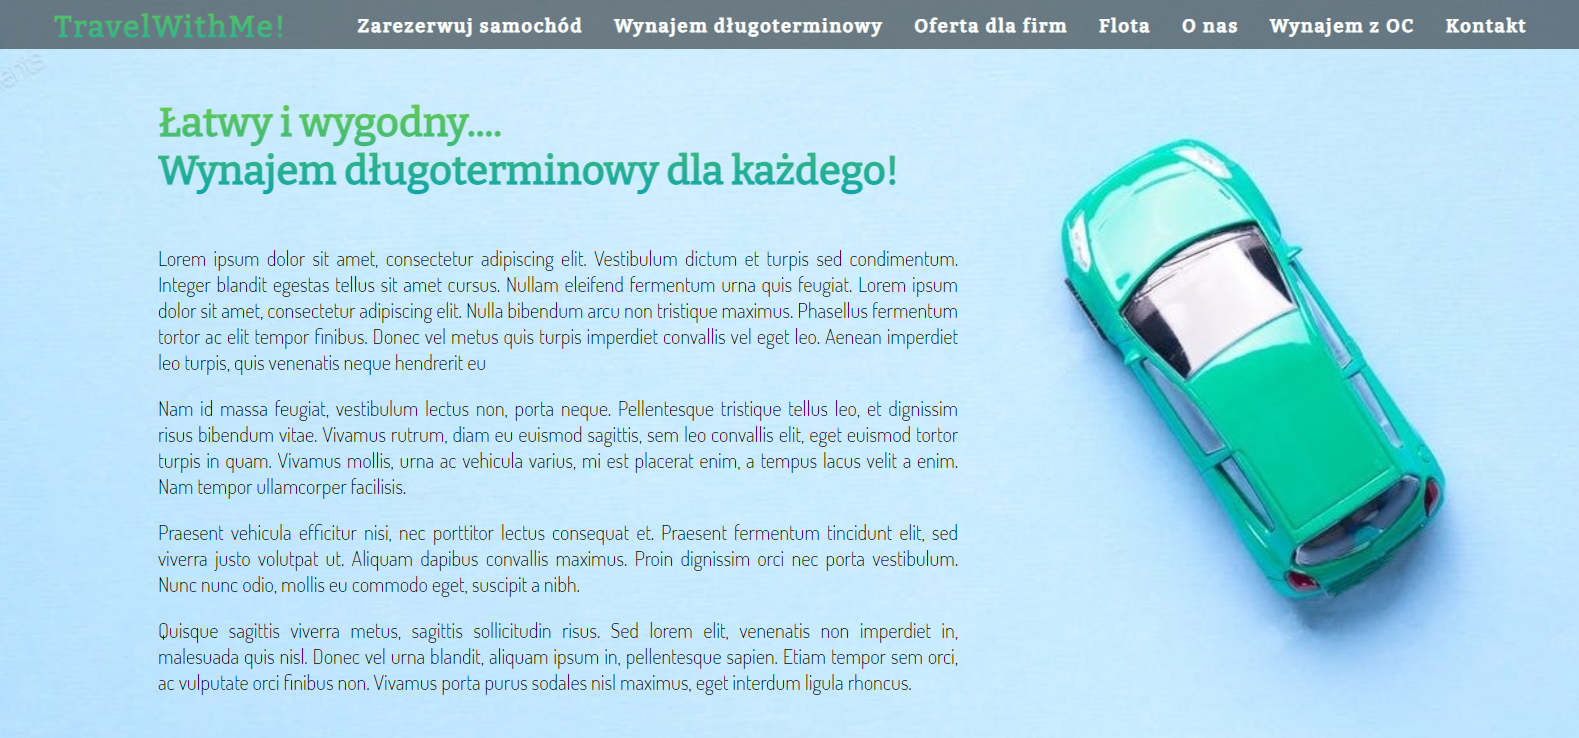 TravelWithMe!
Zarezerwuj samochód Wynajem długoterminowy Oferta dla firm Flota O nas Wynajem z OC Kontakt
Łatwy i wygodny....
Wynajem długoterminowy dla każdego!
Lorem ipsum dolor sit amet, consectetur adipiscing elit. Vestibulum dictum et turpis sed condimentum.
Integer blandit egestas tellus sit amet cursus. Nullam eleifend fermentum urna quis feugiat. Lorem ipsum
dolor sit amet, consectetur adipiscing elit. Nulla bibendum arcu non tristique maximus. Phasellus fermentum
tortor ac elit tempor finibus. Donec vel metus quis turpis imperdiet convallis vel eget leo. Aenean imperdiet
leo turpis, quis venenatis neque hendrerit eu
Nam id massa feugiat, vestibulum lectus non, porta neque. Pellentesque tristique tellus leo, et dignissim
risus bibendum vitae. Vivamus rutrum, diam eu euismod sagittis, sem leo convallis elit, eget euismod tortor
turpis in quam. Vivamus mollis, urna ac vehicula varius, mi est placerat enim, a tempus lacus velit a enim.
Nam tempor ullamcorper facilisis.
Praesent vehicula efficitur nisi, nec porttitor lectus consequat et. Praesent fermentum tincidunt elit, sed
viverra justo volutpat ut. Aliquam dapibus convallis maximus. Proin dignissim orci nec porta vestibulum.
Nunc nunc odio, mollis eu commodo eget, suscipit a nibh.
Quisque sagittis viverra metus, sagittis sollicitudin risus. Sed lorem elit, venenatis non imperdiet in,
malesuada quis nisl. Donec vel urna blandit, aliquam ipsum in, pellentesque sapien. Etiam tempor sem orci,
ac vulputate orci finibus non. Vivamus porta purus sodales nisl maximus, eget interdum ligula rhoncus.